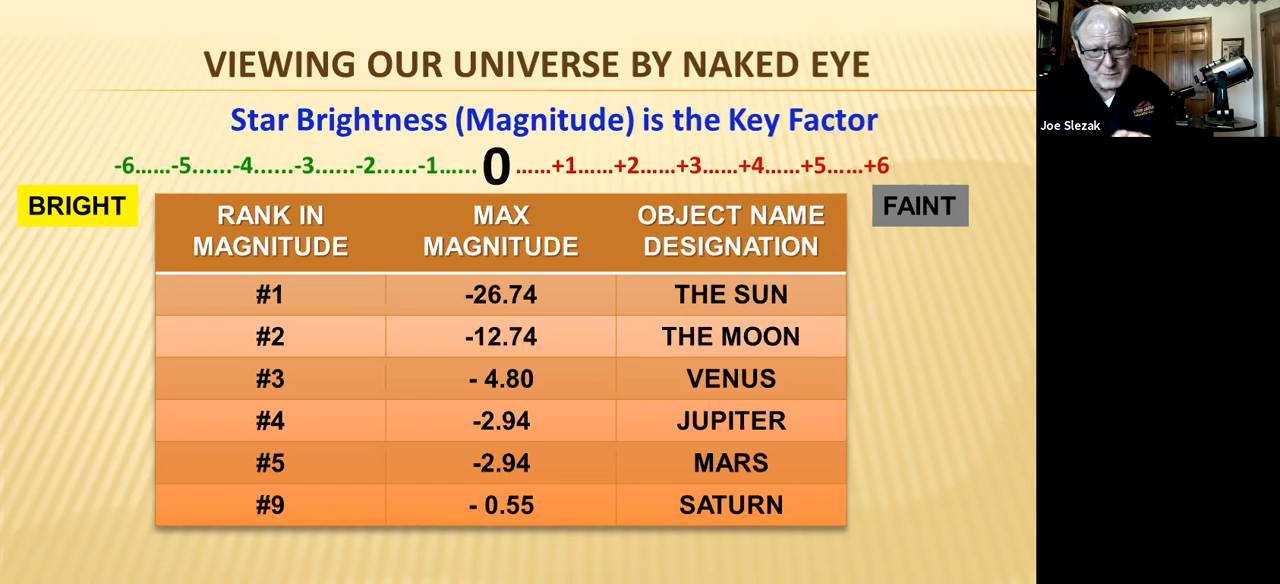 VIEWING OUR UNIVERSE BY NAKED EYE
Star Brightness (Magnitude) is the Key Factor
-6......-5......-4......-3......-2......-1......0......+1......+2......+3......+4......+5......+6
BRIGHT
FAINT
RANK IN MAGNITUDE MAX MAGNITUDE OBJECT NAME DESIGNATION
#1 -26.74 THE SUN
#2 -12.74 THE MOON
#3 - 4.80 VENUS
#4 -2.94 JUPITER
#5 -2.94 MARS
#9 - 0.55 SATURN
Joe Slezak